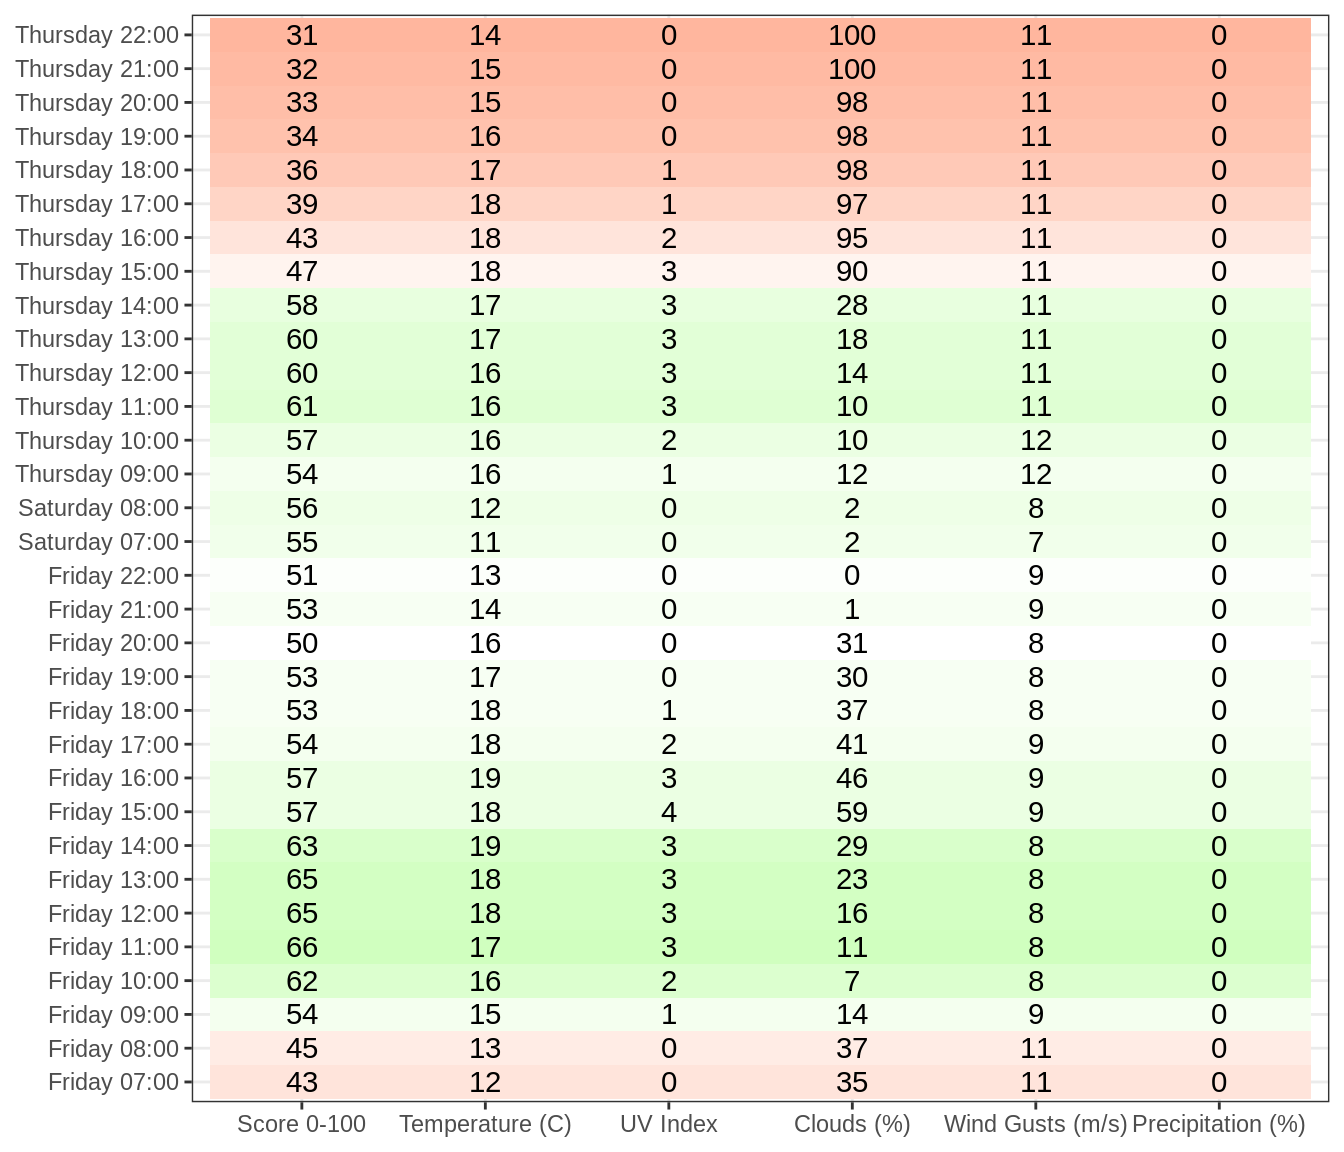 Thursday 22:00 31 14 0 100 11 0
Thursday 21:00 32 15 0 100 11 0
Thursday 20:00 33 15 0 98 11 0
Thursday 19:00 34 16 0 98 11 0
Thursday 18:00 36 17 1 98 11 0
Thursday 17:00 39 18 1 97 11 0
Thursday 16:00 43 18 2 95 11 0
Thursday 15:00 47 18 3 90 11 0
Thursday 14:00 58 17 3 28 11 0
Thursday 13:00 60 17 3 18 11 0
Thursday 12:00 60 16 3 14 11 0
Thursday 11:00 61 16 3 10 11 0
Thursday 10:00 57 16 2 10 12 0
Thursday 09:00 54 16 1 12 12 0
Saturday 08:00 56 12 0 2 8 0
Saturday 07:00 55 11 0 2 7 0
Friday 22:00 51 13 0 0 9 0
Friday 21:00 53 14 0 1 9 0
Friday 20:00 50 16 0 31 8 0
Friday 19:00 53 17 0 30 8 0
Friday 18:00 53 18 1 37 8 0
Friday 17:00 54 18 2 41 9 0
Friday 16:00 57 19 3 46 9 0
Friday 15:00 57 18 4 59 9 0
Friday 14:00 63 19 3 29 8 0
Friday 13:00 65 18 3 23 8 0
Friday 12:00 65 18 3 16 8 0
Friday 11:00 66 17 3 11 8 0
Friday 10:00 62 16 2 7 8 0
Friday 09:00 54 15 1 14 9 0
Friday 08:00 45 13 0 37 11 0
Friday 07:00 43 12 0 35 11 0
Score 0-100 Temperature (C) UV Index Clouds (%) Wind Gusts (m/s) Precipitation (%)